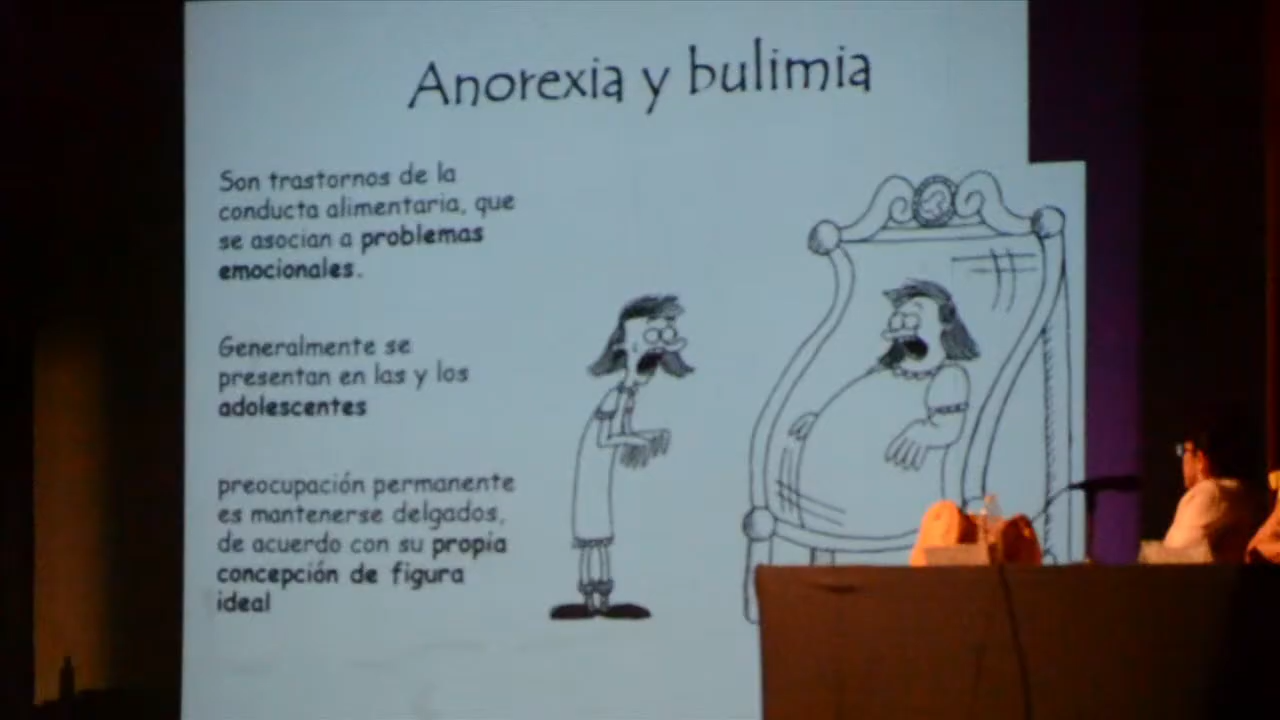 Anorexia y bulimia
Son trastornos de la
conducta alimentaria, que
se asocian a problemas
emocionales.
Generalmente se
presentan en las y los
adolescentes
preocupación permanente
es mantenerse delgados,
de acuerdo con su propia
concepción de figura
ideal